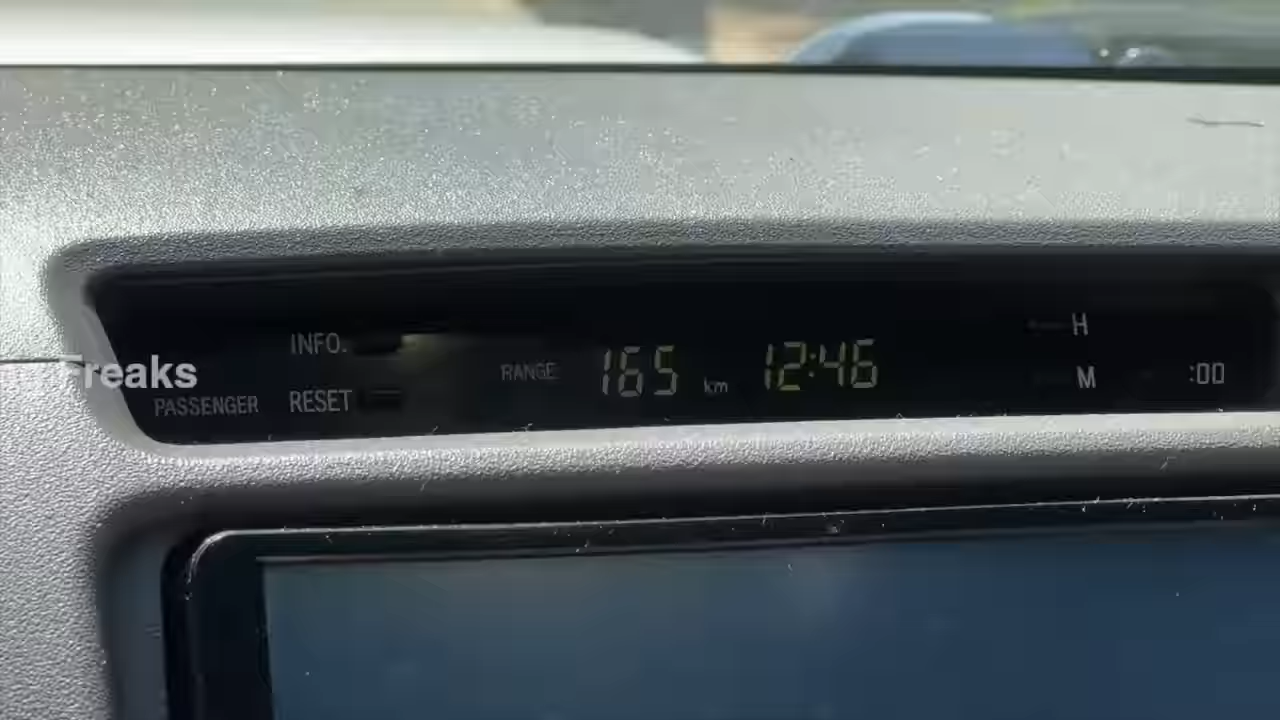 Freaks
INFO.
PASSENGER RESET
RANGE 165 km 12:46
H
M :00